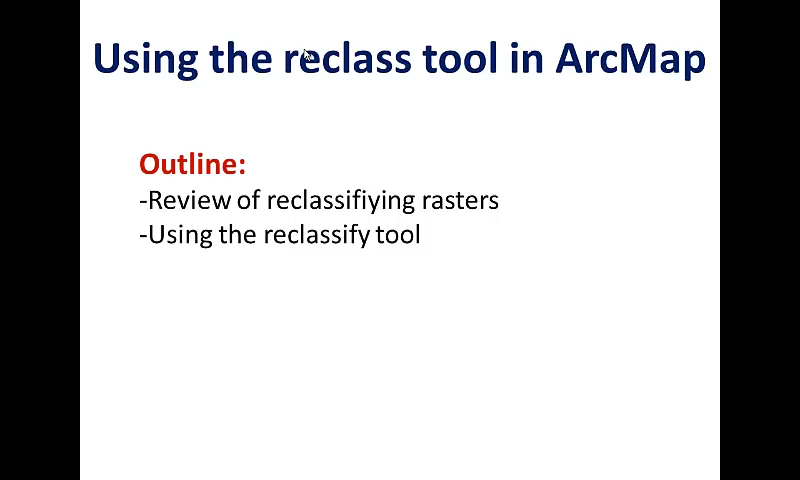 Using the reclass tool in ArcMap
Outline:
-Review of reclassifiying rasters
-Using the reclassify tool